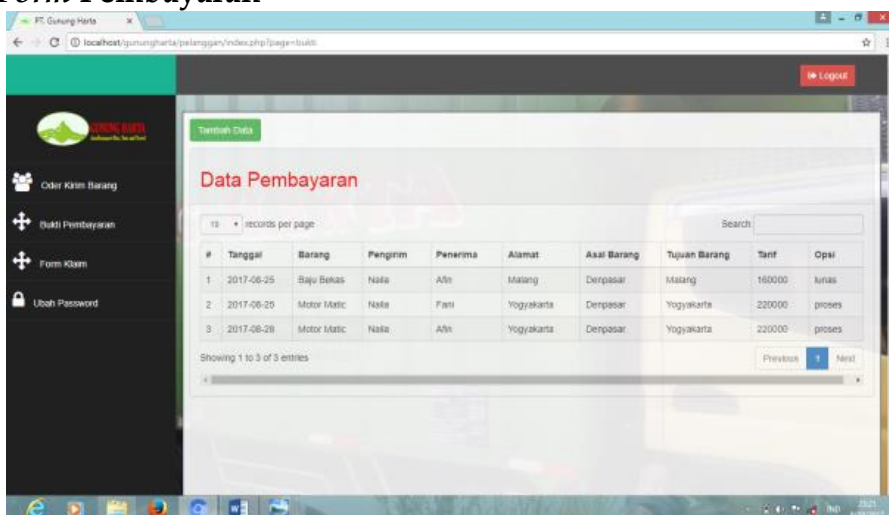 Form Pembayaran
PT. Gunung Harta
localhost/gunungharta/pelanggan/index.php?page=bukti
Logout
GUNUNG HARTA
Tambah Data
Oder Kirim Barang
Bukti Pembayaran
Form Klaim
Ubah Password
Data Pembayaran
10 records per page Search:
# Tanggal Barang Pengirim Penerima Alamat Asal Barang Tujuan Barang Tarif Opsi
1 2017-08-25 Baju Bekas Naila Afin Malang Denpasar Malang 160000 lunas
2 2017-08-25 Motor Matic Naila Fani Yogyakarta Denpasar Yogyakarta 220000 proses
3 2017-08-28 Motor Matic Naila Afin Yogyakarta Denpasar Yogyakarta 220000 proses
Showing 1 to 3 of 3 entries
Previous 1 Next
IND